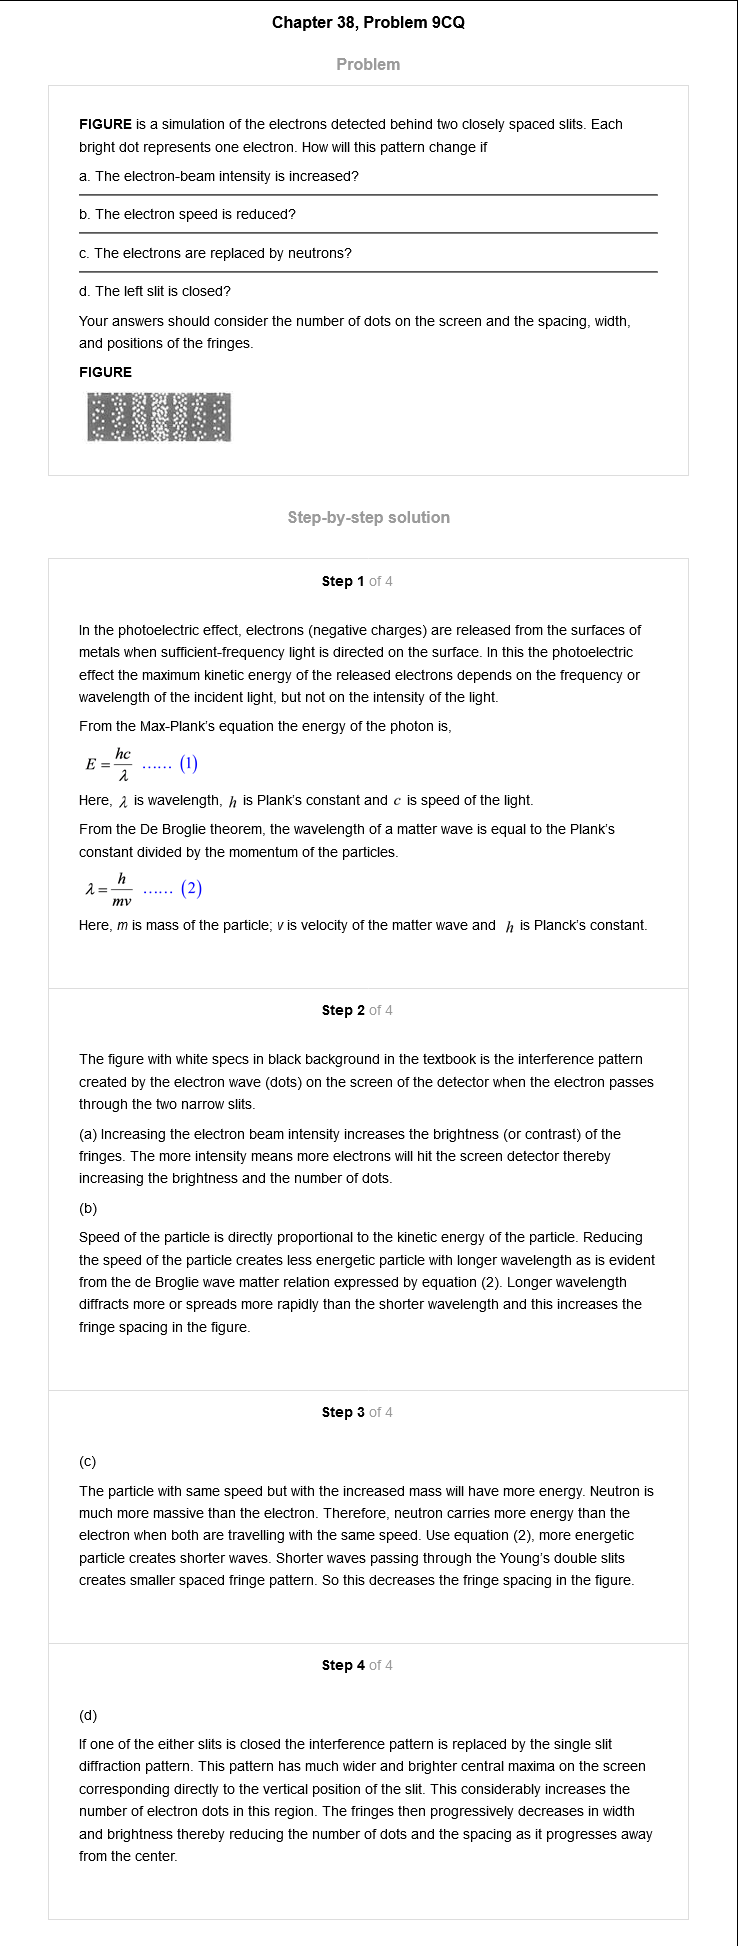 Chapter 38, Problem 9CQ
Problem
FIGURE is a simulation of the electrons detected behind two closely spaced slits. Each
bright dot represents one electron. How will this pattern change if
a. The electron-beam intensity is increased?
b. The electron speed is reduced?
c. The electrons are replaced by neutrons?
d. The left slit is closed?
Your answers should consider the number of dots on the screen and the spacing, width,
and positions of the fringes.
FIGURE
Step-by-step solution
Step 1 of 4
In the photoelectric effect, electrons (negative charges) are released from the surfaces of
metals when sufficient-frequency light is directed on the surface. In this the photoelectric
effect the maximum kinetic energy of the released electrons depends on the frequency or
wavelength of the incident light, but not on the intensity of the light.
From the Max-Plank's equation the energy of the photon is,
E = hc/λ ...... (1)
Here, λ is wavelength, h is Plank's constant and c is speed of the light.
From the De Broglie theorem, the wavelength of a matter wave is equal to the Plank's
constant divided by the momentum of the particles.
λ = h/mv ...... (2)
Here, m is mass of the particle; v is velocity of the matter wave and h is Planck's constant.
Step 2 of 4
The figure with white specs in black background in the textbook is the interference pattern
created by the electron wave (dots) on the screen of the detector when the electron passes
through the two narrow slits.
(a) Increasing the electron beam intensity increases the brightness (or contrast) of the
fringes. The more intensity means more electrons will hit the screen detector thereby
increasing the brightness and the number of dots.
(b)
Speed of the particle is directly proportional to the kinetic energy of the particle. Reducing
the speed of the particle creates less energetic particle with longer wavelength as is evident
from the de Broglie wave matter relation expressed by equation (2). Longer wavelength
diffracts more or spreads more rapidly than the shorter wavelength and this increases the
fringe spacing in the figure.
Step 3 of 4
(c)
The particle with same speed but with the increased mass will have more energy. Neutron is
much more massive than the electron. Therefore, neutron carries more energy than the
electron when both are travelling with the same speed. Use equation (2), more energetic
particle creates shorter waves. Shorter waves passing through the Young's double slits
creates smaller spaced fringe pattern. So this decreases the fringe spacing in the figure.
Step 4 of 4
(d)
If one of the either slits is closed the interference pattern is replaced by the single slit
diffraction pattern. This pattern has much wider and brighter central maxima on the screen
corresponding directly to the vertical position of the slit. This considerably increases the
number of electron dots in this region. The fringes then progressively decreases in width
and brightness thereby reducing the number of dots and the spacing as it progresses away
from the center.